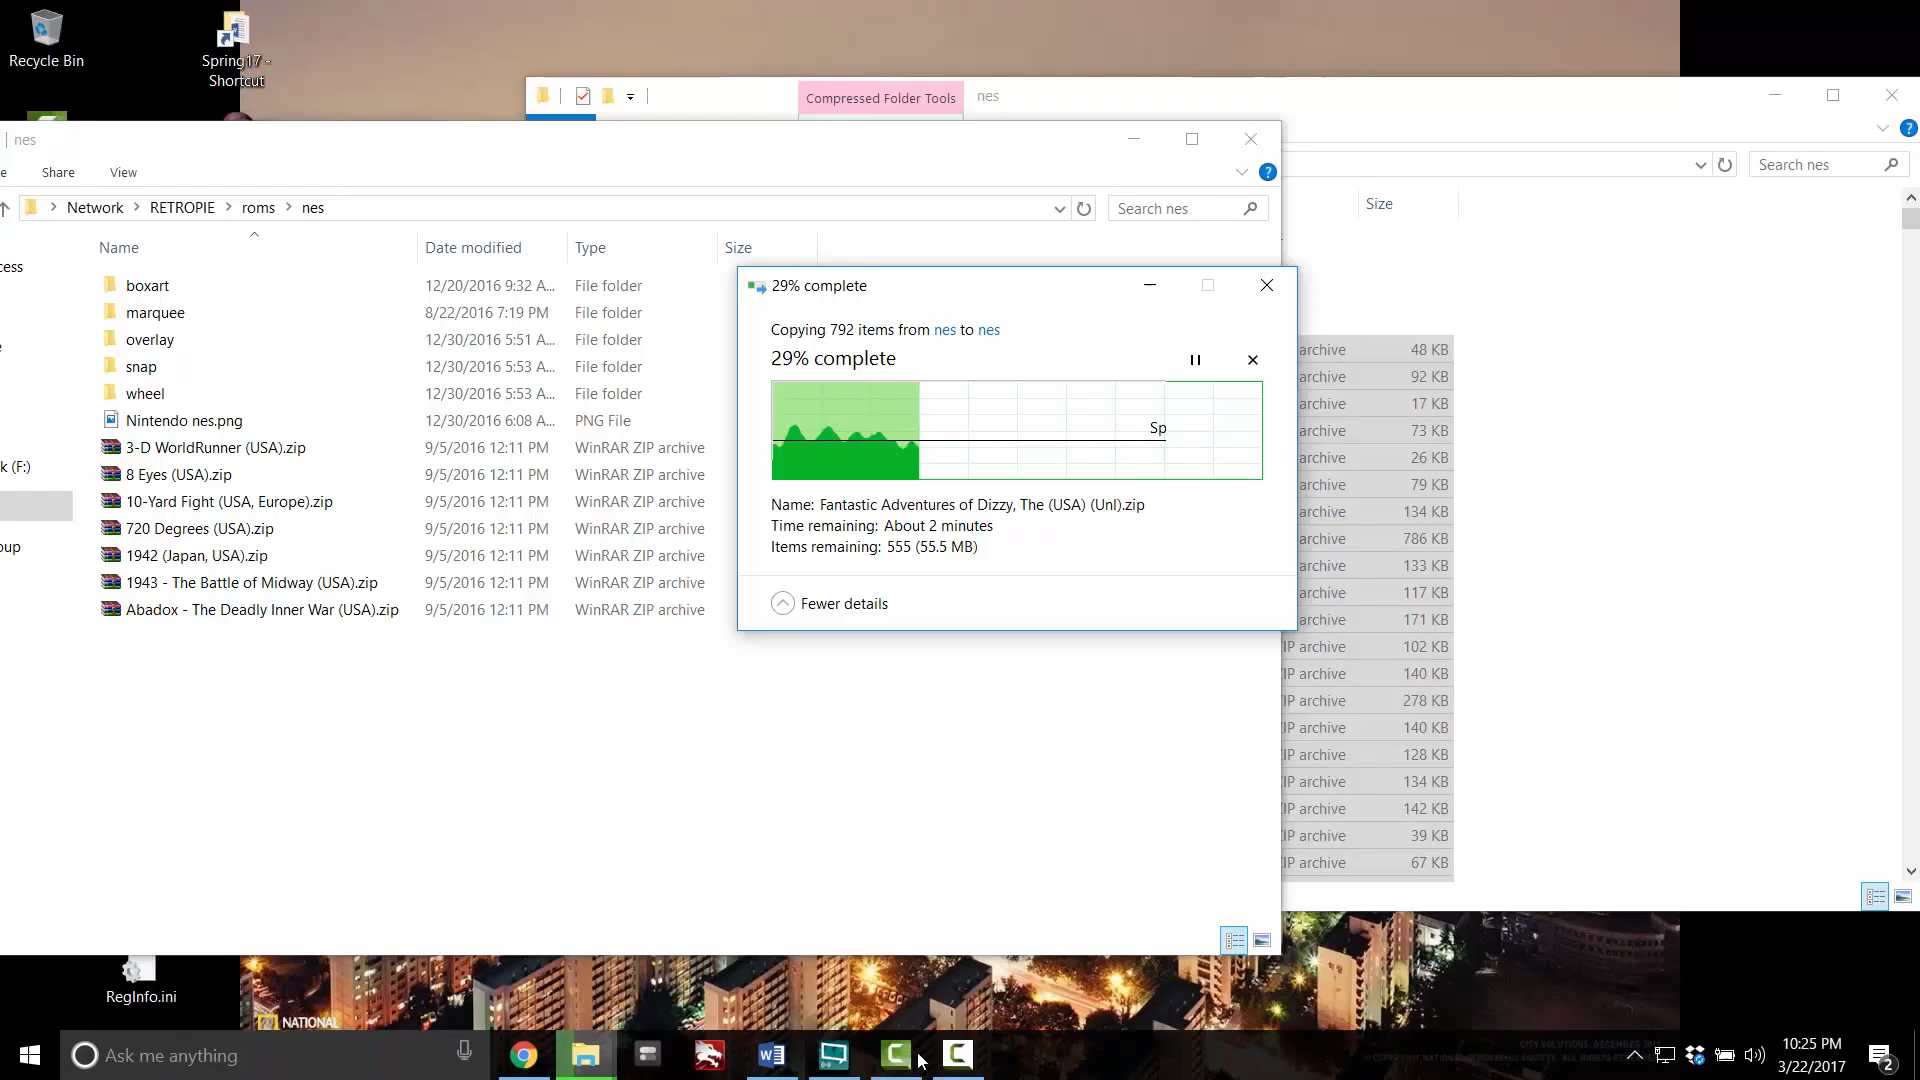 Recycle Bin
Spring17 -
Shortcut
Compressed Folder Tools
nes
nes
Share
View
Search nes
Size
Network
RETROPIE
roms
nes
Search nes
Name
Date modified
Type
Size
cess
k (F:)
oup
boxart 12/20/2016 9:32 A... File folder
marquee 8/22/2016 7:19 PM File folder
overlay 12/30/2016 5:51 A... File folder
snap 12/30/2016 5:53 A... File folder
wheel 12/30/2016 5:53 A... File folder
Nintendo nes.png 12/30/2016 6:08 A... PNG File
3-D WorldRunner (USA).zip 9/5/2016 12:11 PM WinRAR ZIP archive
8 Eyes (USA).zip 9/5/2016 12:11 PM WinRAR ZIP archive
10-Yard Fight (USA, Europe).zip 9/5/2016 12:11 PM WinRAR ZIP archive
720 Degrees (USA).zip 9/5/2016 12:11 PM WinRAR ZIP archive
1942 (Japan, USA).zip 9/5/2016 12:11 PM WinRAR ZIP archive
1943 - The Battle of Midway (USA).zip 9/5/2016 12:11 PM WinRAR ZIP archive
Abadox - The Deadly Inner War (USA).zip 9/5/2016 12:11 PM WinRAR ZIP archive
29% complete
Copying 792 items from nes to nes
29% complete
Sp
Name: Fantastic Adventures of Dizzy, The (USA) (Unl).zip
Time remaining: About 2 minutes
Items remaining: 555 (55.5 MB)
Fewer details
archive 48 KB
archive 92 KB
archive 17 KB
archive 73 KB
archive 26 KB
archive 79 KB
archive 134 KB
archive 786 KB
archive 133 KB
archive 117 KB
archive 171 KB
IP archive 102 KB
IP archive 140 KB
IP archive 278 KB
IP archive 140 KB
IP archive 128 KB
IP archive 134 KB
IP archive 142 KB
IP archive 39 KB
IP archive 67 KB
RegInfo.ini
NATIONAL
Ask me anything
10:25 PM
3/22/2017
2